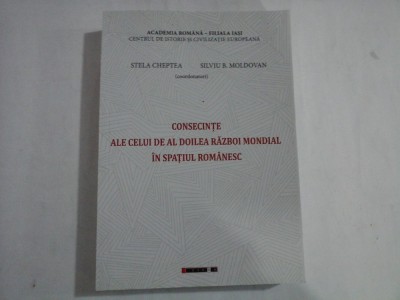 ACADEMIA ROMÂNĂ – FILIALA IAȘI
CENTRUL DE ISTORIE ȘI CIVILIZAȚIE EUROPEANĂ
STELA CHEPTEA SILVIU B. MOLDOVAN
(coordonatori)
CONSECINȚE
ALE CELUI DE AL DOILEA RĂZBOI MONDIAL
ÎN SPAȚIUL ROMÂNESC